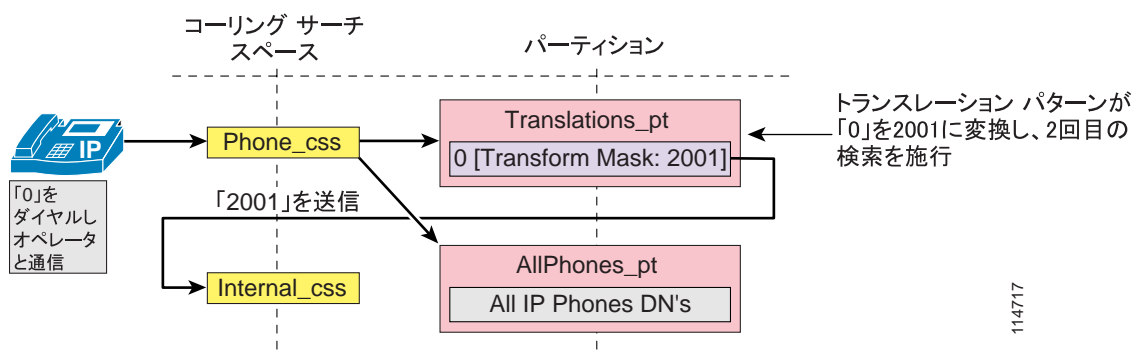 コーリング サーチ
スペース
パーティション
IP
「0」を
ダイヤルし
オペレータ
と通信
Phone_css
Translations_pt
0 [Transform Mask: 2001]
トランスレーション パターンが
「0」を2001に変換し、2回目の
検索を施行
「2001」を送信
Internal_css
AllPhones_pt
All IP Phones DN's
114717